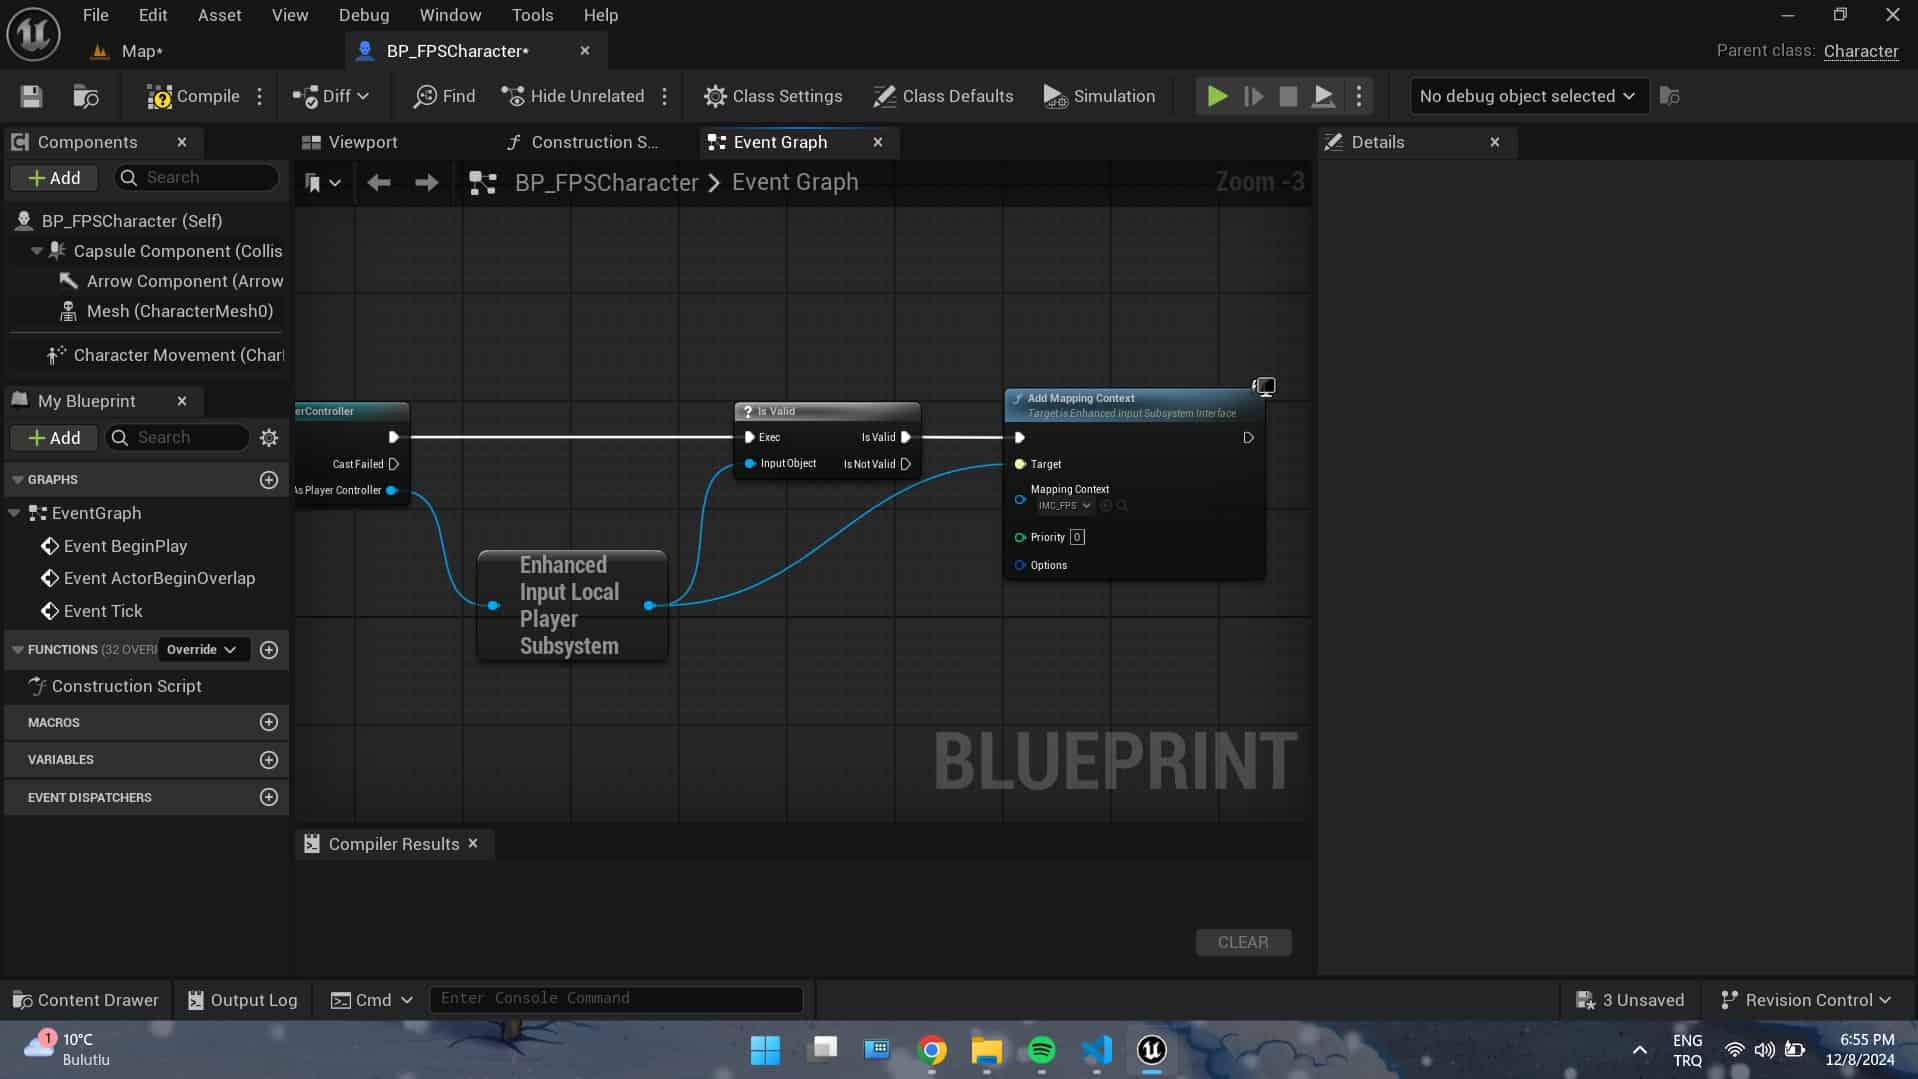 File Edit Asset View Debug Window Tools Help
Map*
BP_FPSCharacter*
Parent class: Character
Compile
Diff
Find
Hide Unrelated
Class Settings
Class Defaults
Simulation
No debug object selected
Components
Viewport
Construction S...
Event Graph
Details
Add
Search
BP_FPSCharacter
Event Graph
Zoom -3
BP_FPSCharacter (Self)
Capsule Component (Collis
Arrow Component (Arrow
Mesh (CharacterMesh0)
Character Movement (Char
My Blueprint
Add
Search
GRAPHS
EventGraph
Event BeginPlay
Event ActorBeginOverlap
Event Tick
FUNCTIONS (32 OVERI
Override
Construction Script
MACROS
VARIABLES
EVENT DISPATCHERS
erController
Cast Failed
As Player Controller
Enhanced
Input Local
Player
Subsystem
? Is Valid
Exec
Is Valid
Input Object
Is Not Valid
f Add Mapping Context
Target is Enhanced Input Subsystem Interface
Target
Mapping Context
IMC_FPS
Priority 0
Options
BLUEPRINT
Compiler Results
CLEAR
Content Drawer
Output Log
Cmd
Enter Console Command
3 Unsaved
Revision Control
1
10°C
Bulutlu
ENG
TRQ
6:55 PM
12/8/2024